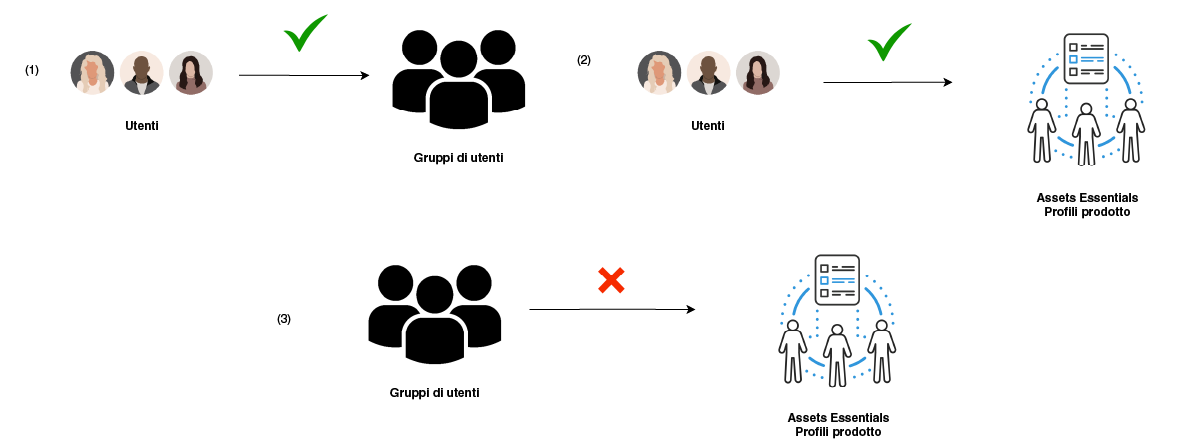 (1)
Utenti
Gruppi di utenti
(2)
Utenti
Assets Essentials
Profili prodotto
(3)
Gruppi di utenti
Assets Essentials
Profili prodotto